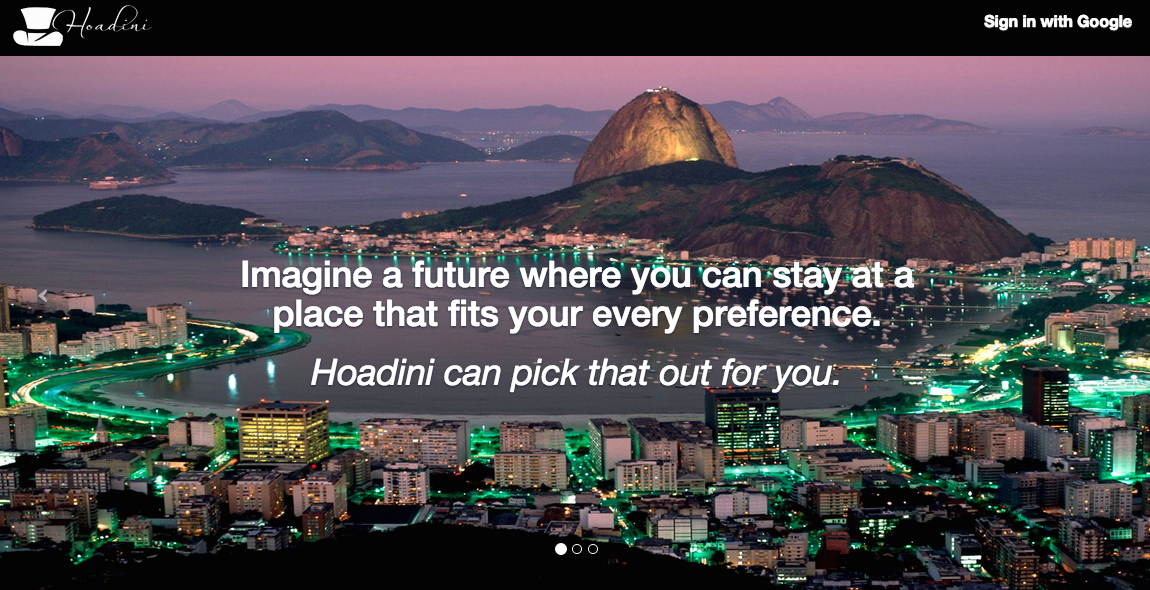 Hoadini
Sign in with Google
Imagine a future where you can stay at a
place that fits your every preference.
Hoadini can pick that out for you.